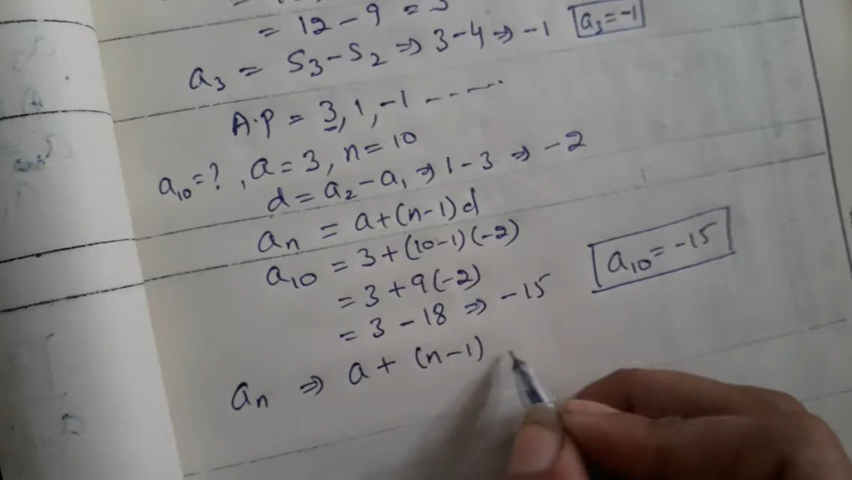 = 12 - 9 = 3
a₃ = S₃ - S₂ ⇒ 3 - 4 ⇒ -1 a₃ = -1
A.P = 3, 1, -1 ------
a₁₀ = ?, a = 3, n = 10
d = a₂ - a₁ ⇒ 1 - 3 ⇒ -2
aₙ = a + (n-1)d
a₁₀ = 3 + (10-1)(-2)
= 3 + 9(-2)
= 3 - 18 ⇒ -15 a₁₀ = -15
aₙ ⇒ a + (n-1)